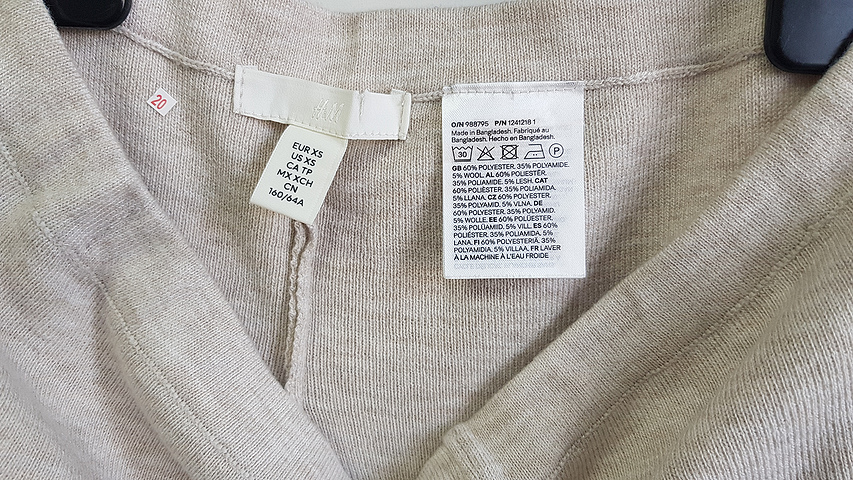 20
H&M
EUR XS
US XS
CA TP
MX XCH
CN
160/64A
O/N 988795 P/N 1241218 1
Made in Bangladesh. Fabriqué au
Bangladesh. Hecho en Bangladesh.
30 P
GB 60% POLYESTER. 35% POLYAMIDE.
5% WOOL. AL 60% POLIESTËR.
35% POLIAMIDE. 5% LESH. CAT
60% POLIÈSTER. 35% POLIAMIDA.
5% LLANA. CZ 60% POLYESTER.
35% POLYAMID. 5% VLNA. DE
60% POLYESTER. 35% POLYAMID.
5% WOLLE. EE 60% POLÜESTER.
35% POLÜAMID. 5% VILL. ES 60%
POLIÉSTER. 35% POLIAMIDA. 5%
LANA. FI 60% POLYESTERIÄ. 35%
POLYAMIDIA. 5% VILLAA. FR LAVER
À LA MACHINE À L'EAU FROIDE